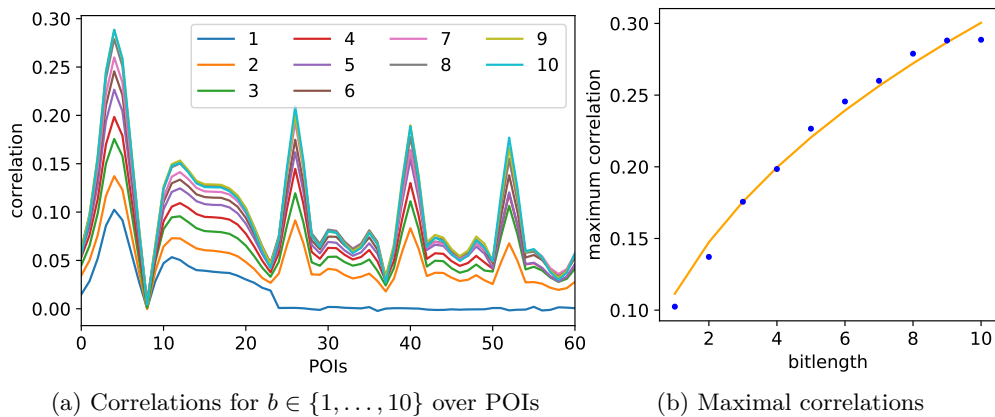 0.30
0.25
0.20
0.15
0.10
0.05
0.00
correlation
1 4 7 9
2 5 8 10
3 6
0 10 20 30 40 50 60
POIs
(a) Correlations for b ∈ {1, . . . , 10} over POIs
0.30
0.25
0.20
0.15
0.10
maximum correlation
2 4 6 8 10
bitlength
(b) Maximal correlations